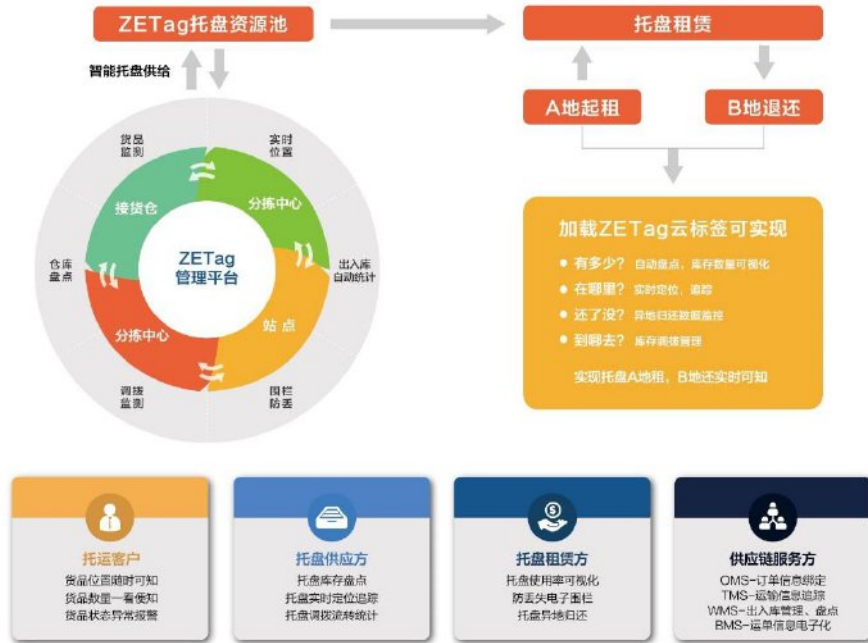 ZETag托盘资源池
托盘租赁
智能托盘供给
A地起租
B地退还
货品
监测
实时
位置
接货仓
分拣中心
仓库
盘点
ZETag
管理平台
出入库
自动统计
分拣中心
站点
调拨
监测
围栏
防丢
加载ZETag云标签可实现
• 有多少? 自动盘点，库存数量可视化
• 在哪里? 实时定位、追踪
• 还了没? 异地归还数据监控
• 到哪去? 库存调拨管理
实现托盘A地租，B地还实时可知
托运客户
货品位置随时可知
货品数量一看便知
货品状态异常报警
托盘供应方
托盘库存盘点
托盘实时定位追踪
托盘调拨流转统计
托盘租赁方
托盘使用率可视化
防丢失电子围栏
托盘异地归还
供应链服务方
OMS-订单信息绑定
TMS-运输信息追踪
WMS-出入库管理、盘点
BMS-运单信息电子化